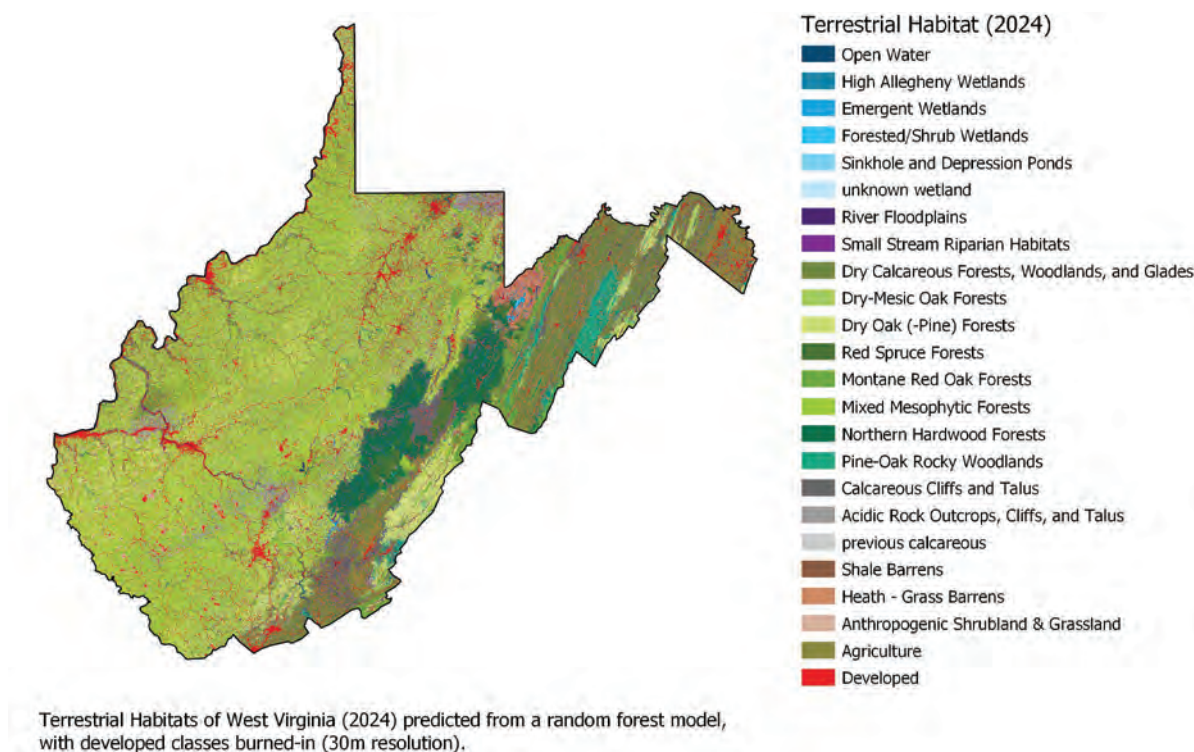 Terrestrial Habitat (2024)
Open Water
High Allegheny Wetlands
Emergent Wetlands
Forested/Shrub Wetlands
Sinkhole and Depression Ponds
unknown wetland
River Floodplains
Small Stream Riparian Habitats
Dry Calcareous Forests, Woodlands, and Glades
Dry-Mesic Oak Forests
Dry Oak (-Pine) Forests
Red Spruce Forests
Montane Red Oak Forests
Mixed Mesophytic Forests
Northern Hardwood Forests
Pine-Oak Rocky Woodlands
Calcareous Cliffs and Talus
Acidic Rock Outcrops, Cliffs, and Talus
previous calcareous
Shale Barrens
Heath - Grass Barrens
Anthropogenic Shrubland & Grassland
Agriculture
Developed
Terrestrial Habitats of West Virginia (2024) predicted from a random forest model,
with developed classes burned-in (30m resolution).